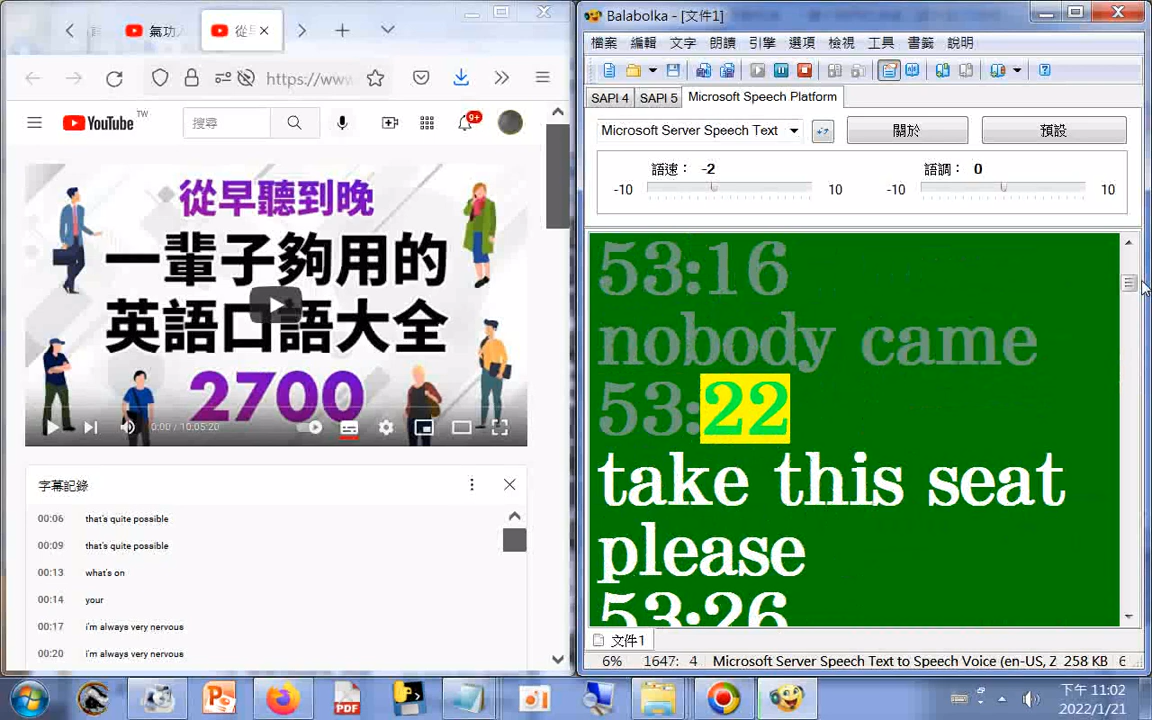 氣功人
從
https://www
YouTube TW
搜尋
9+
從早聽到晚
一輩子夠用的
英語口語大全
2700
0:00 / 10:05:20
字幕記錄
00:06 that's quite possible
00:09 that's quite possible
00:13 what's on
00:14 your
00:17 i'm always very nervous
00:20 i'm always very nervous
Balabolka - [文件1]
檔案 編輯 文字 朗讀 引擎 選項 檢視 工具 書籤 說明
SAPI 4 SAPI 5 Microsoft Speech Platform
Microsoft Server Speech Text 關於 預設
語速： -2 語調： 0
-10 10 -10 10
53:16
nobody came
53:22
take this seat
please
53:26
文件1
6% 1647: 4 Microsoft Server Speech Text to Speech Voice (en-US, Z 258 KB 6
PDF
下午 11:02
2022/1/21